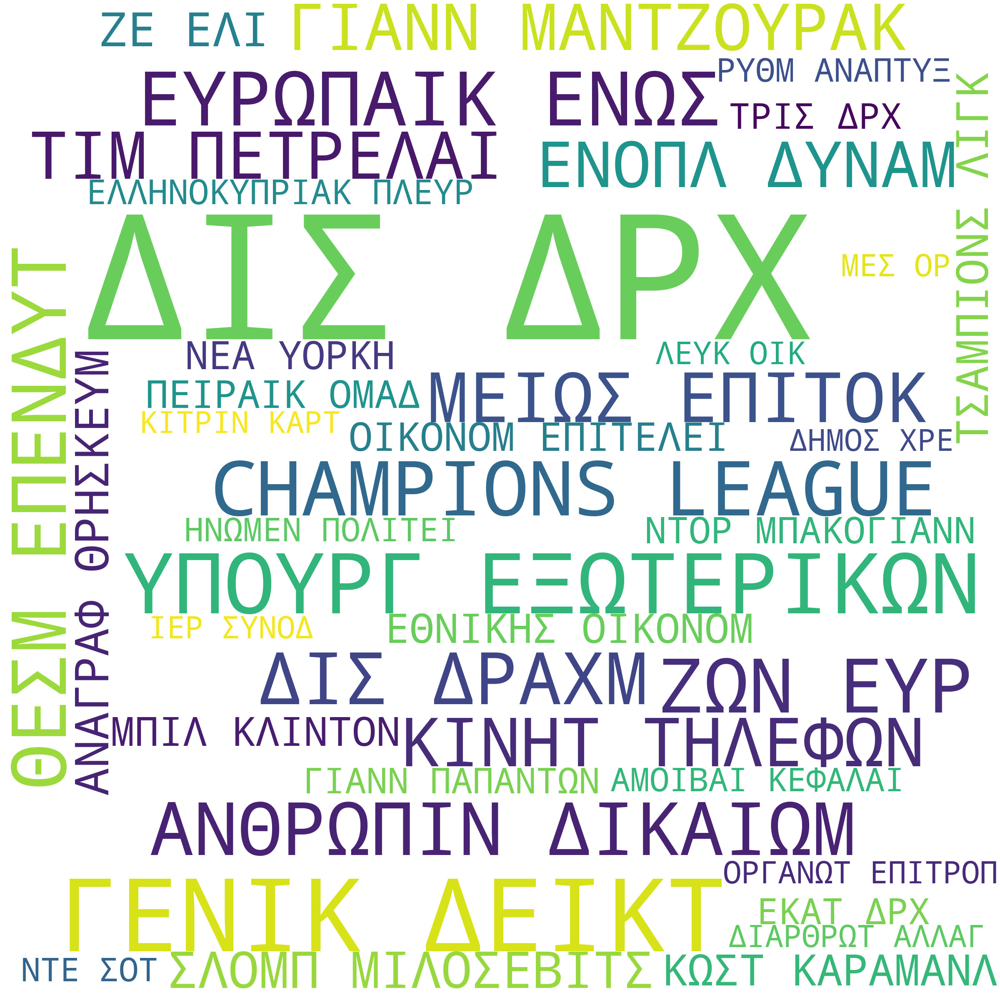 ΖΕ ΕΛΙ
ΓΙΑΝΝ ΜΑΝΤΖΟΥΡΑΚ
ΡΥΘΜ ΑΝΑΠΤΥΞ
ΕΥΡΩΠΑΙΚ ΕΝΩΣ
ΤΡΙΣ ΔΡΧ
ΤΙΜ ΠΕΤΡΕΛΑΙ
ΕΝΟΠΛ ΔΥΝΑΜ
ΤΣΑΜΠΙΟΝΣ ΛΙΓΚ
ΕΛΛΗΝΟΚΥΠΡΙΑΚ ΠΛΕΥΡ
ΔΙΣ ΔΡΧ
ΜΕΣ ΟΡ
ΘΕΣΜ ΕΠΕΝΔΥΤ
ΑΝΑΓΡΑΦ ΘΡΗΣΚΕΥΜ
ΝΕΑ ΥΟΡΚΗ
ΛΕΥΚ ΟΙΚ
ΠΕΙΡΑΙΚ ΟΜΑΔ
ΜΕΙΩΣ ΕΠΙΤΟΚ
ΚΙΤΡΙΝ ΚΑΡΤ
ΟΙΚΟΝΟΜ ΕΠΙΤΕΛΕΙ
ΔΗΜΟΣ ΧΡΕ
CHAMPIONS LEAGUE
ΗΝΩΜΕΝ ΠΟΛΙΤΕΙ
ΝΤΟΡ ΜΠΑΚΟΓΙΑΝΝ
ΥΠΟΥΡΓ ΕΞΩΤΕΡΙΚΩΝ
ΙΕΡ ΣΥΝΟΔ
ΕΘΝΙΚΗΣ ΟΙΚΟΝΟΜ
ΔΙΣ ΔΡΑΧΜ
ΖΩΝ ΕΥΡ
ΜΠΙΛ ΚΛΙΝΤΟΝ
ΚΙΝΗΤ ΤΗΛΕΦΩΝ
ΓΙΑΝΝ ΠΑΠΑΝΤΩΝ
ΑΜΟΙΒΑΙ ΚΕΦΑΛΑΙ
ΑΝΘΡΩΠΙΝ ΔΙΚΑΙΩΜ
ΟΡΓΑΝΩΤ ΕΠΙΤΡΟΠ
ΓΕΝΙΚ ΔΕΙΚΤ
ΕΚΑΤ ΔΡΧ
ΔΙΑΡΘΡΩΤ ΑΛΛΑΓ
ΝΤΕ ΣΟΤ
ΣΛΟΜΠ ΜΙΛΟΣΕΒΙΤΣ
ΚΩΣΤ ΚΑΡΑΜΑΝΛ